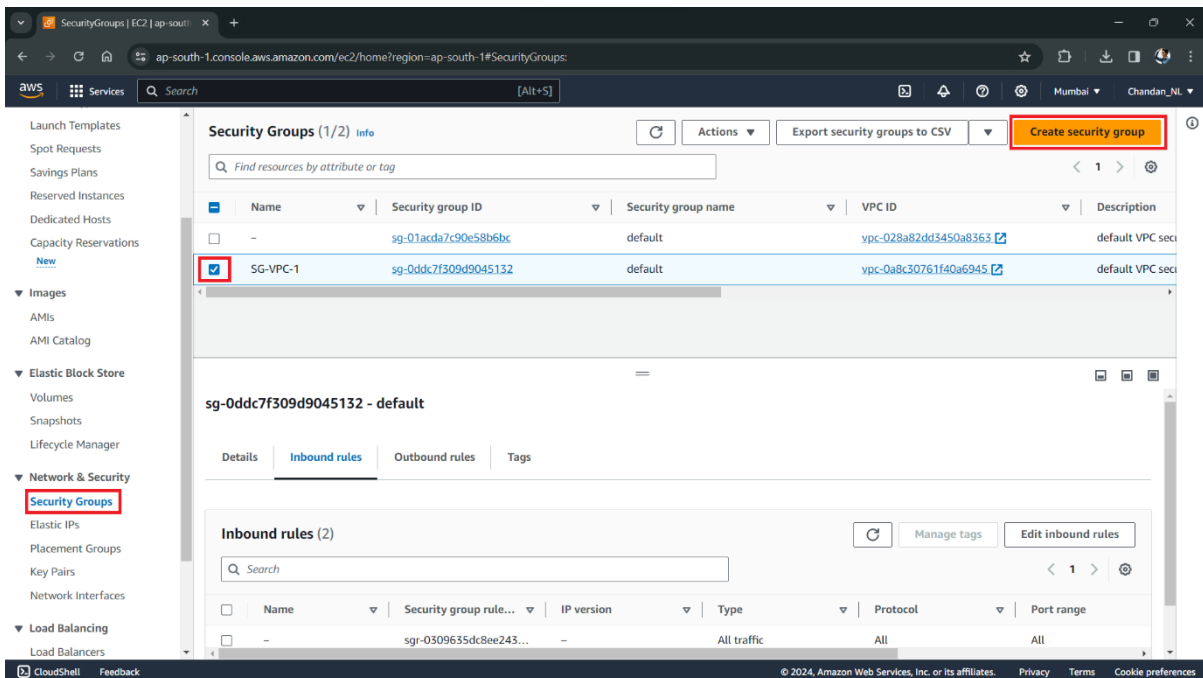 SecurityGroups | EC2 | ap-south
ap-south-1.console.aws.amazon.com/ec2/home?region=ap-south-1#SecurityGroups:
aws Services Search [Alt+S] Mumbai Chandan_NL
Launch Templates
Spot Requests
Savings Plans
Reserved Instances
Dedicated Hosts
Capacity Reservations
New
Images
AMIs
AMI Catalog
Elastic Block Store
Volumes
Snapshots
Lifecycle Manager
Network & Security
Security Groups
Elastic IPs
Placement Groups
Key Pairs
Network Interfaces
Load Balancing
Load Balancers
Security Groups (1/2) Info Actions Export security groups to CSV Create security group
Find resources by attribute or tag 1
Name Security group ID Security group name VPC ID Description
– sg-01acda7c90e58b6bc default vpc-028a82dd3450a8363 default VPC secu
SG-VPC-1 sg-0ddc7f309d9045132 default vpc-0a8c30761f40a6945 default VPC secu
sg-0ddc7f309d9045132 - default
Details Inbound rules Outbound rules Tags
Inbound rules (2) Manage tags Edit inbound rules
Search 1
Name Security group rule... IP version Type Protocol Port range
– sgr-0309635dc8ee243... – All traffic All All
CloudShell Feedback © 2024, Amazon Web Services, Inc. or its affiliates. Privacy Terms Cookie preferences